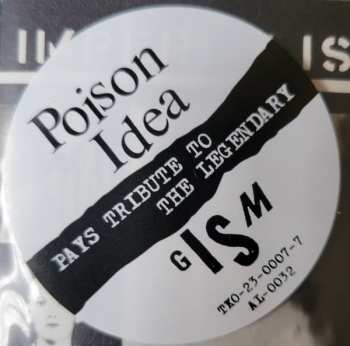 Poison
Idea
PAYS TRIBUTE TO
THE LEGENDARY
GISM
TKO-23-0007-7
AL-0032